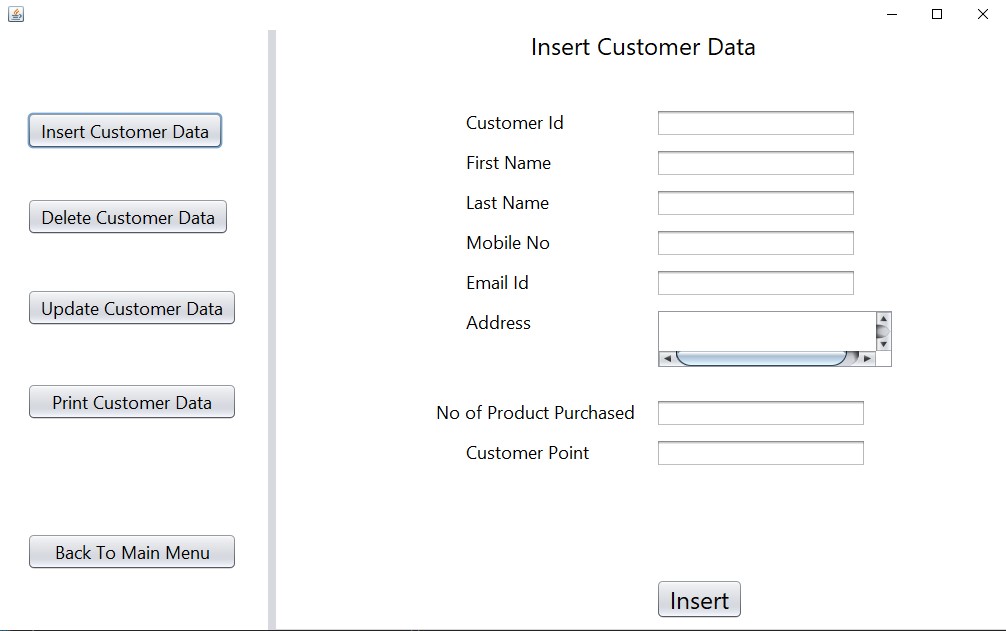 Insert Customer Data
Delete Customer Data
Update Customer Data
Print Customer Data
Back To Main Menu
Insert Customer Data
Customer Id
First Name
Last Name
Mobile No
Email Id
Address
No of Product Purchased
Customer Point
Insert